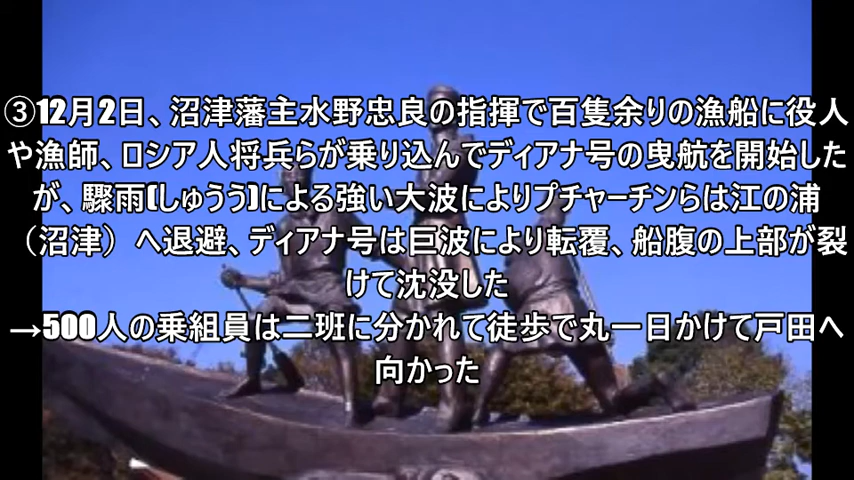 ③12月2日、沼津藩主水野忠良の指揮で百隻余りの漁船に役人
や漁師、ロシア人将兵らが乗り込んでディアナ号の曳航を開始した
が、驟雨(しゅうう)による強い大波によりプチャーチンらは江の浦
（沼津）へ退避、ディアナ号は巨波により転覆、船腹の上部が裂
けて沈没した
→500人の乗組員は二班に分かれて徒歩で丸一日かけて戸田へ
向かった